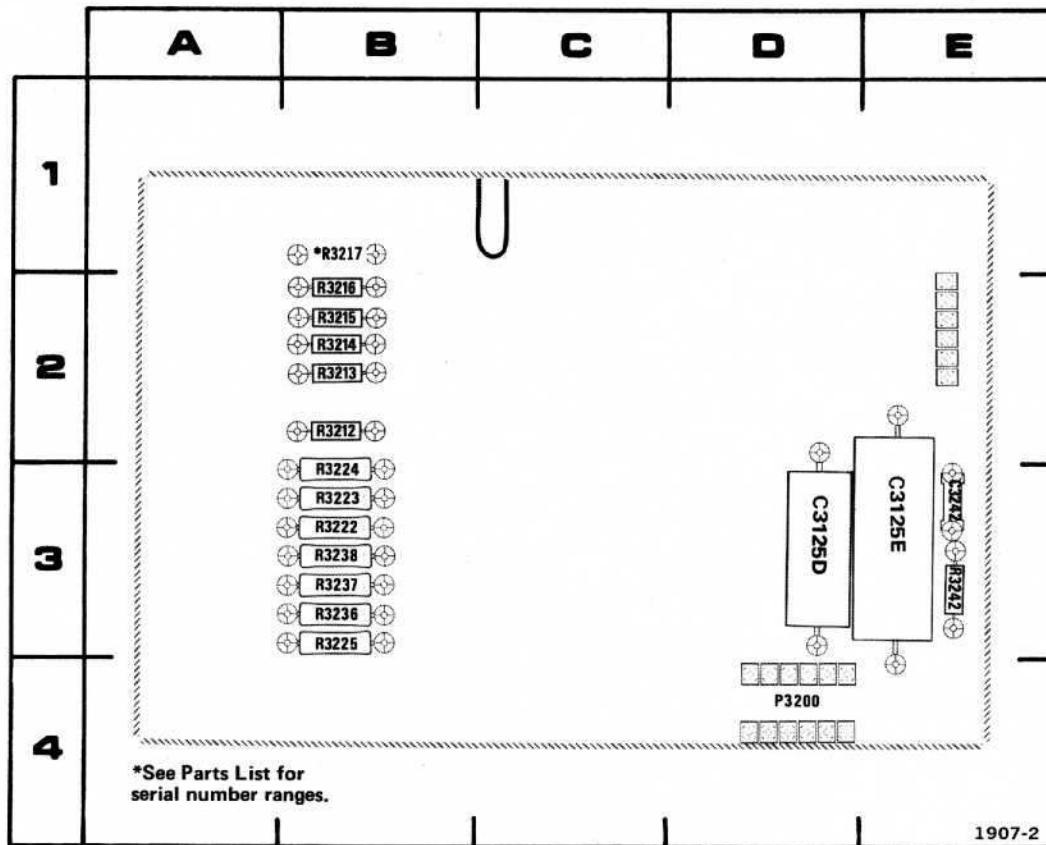 A B C D E
1
*R3217
R3216
2
R3215
R3214
R3213
R3212
R3224
R3223
R3222
3
R3238
R3237
R3236
R3225
C3125D
C3125E
C3242
R3242
P3200
4
*See Parts List for
serial number ranges.
1907-2